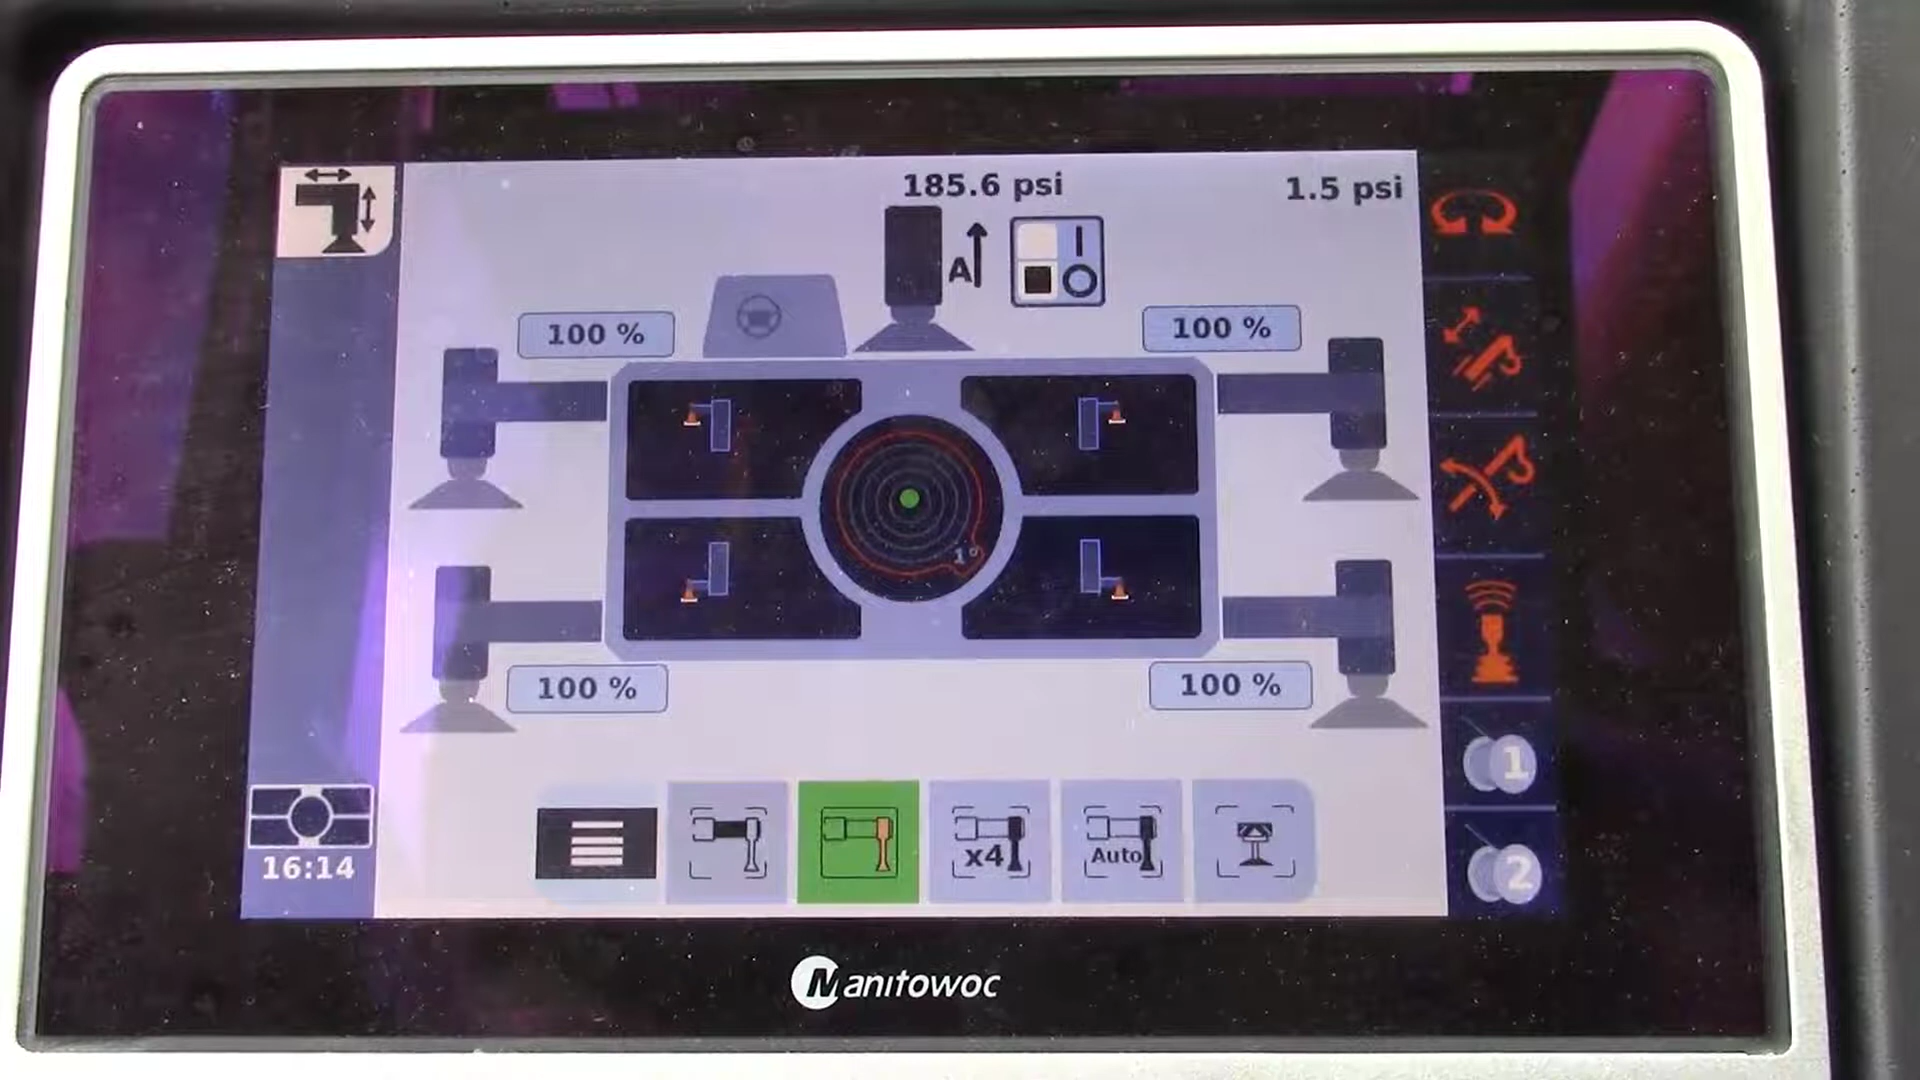 185.6 psi
1.5 psi
A
100 %
100 %
1°
100 %
100 %
x4
Auto
1
2
16:14
Manitowoc